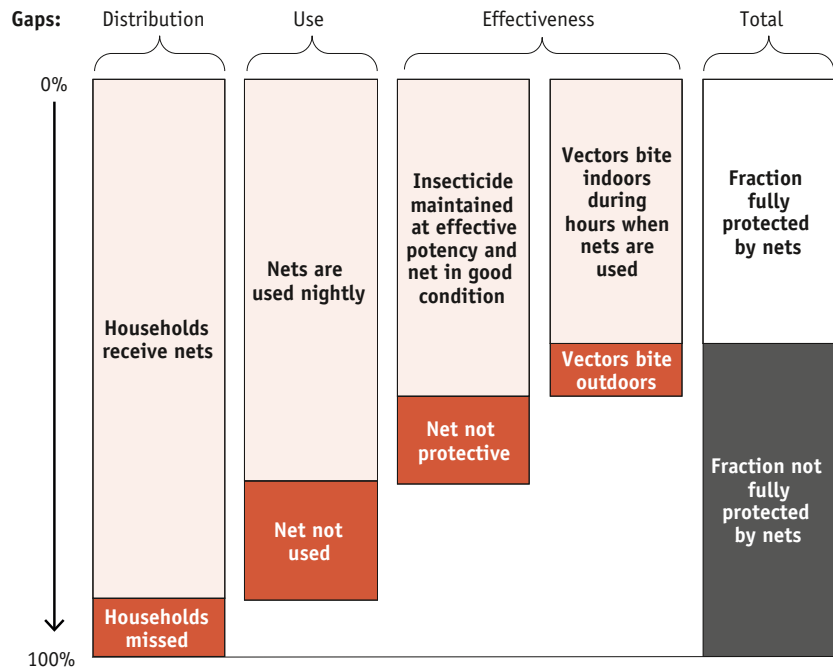 Gaps: Distribution Use Effectiveness Total
0%
Households
receive nets
Households
missed
Nets are
used nightly
Net not
used
Insecticide
maintained
at effective
potency and
net in good
condition
Net not
protective
Vectors bite
indoors
during
hours when
nets are
used
Vectors bite
outdoors
Fraction
fully
protected
by nets
Fraction not
fully
protected
by nets
100%